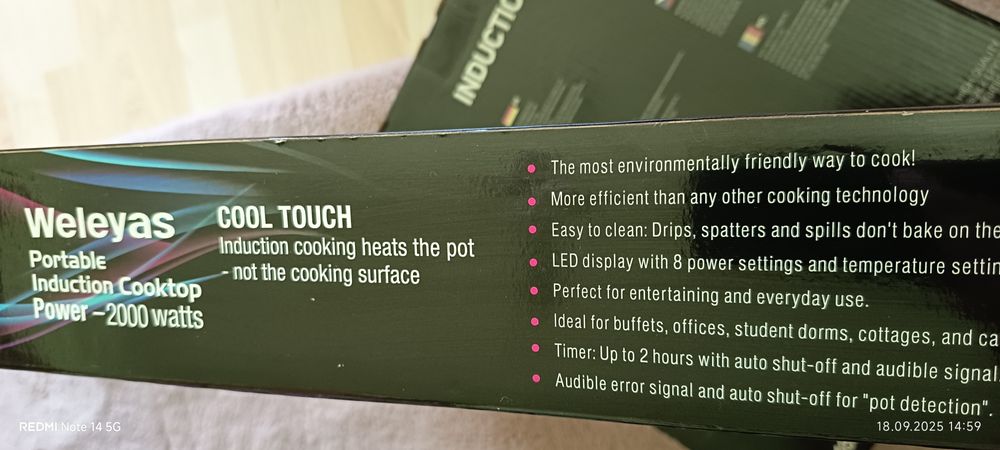 INDUCTIO
Weleyas
Portable
Induction Cooktop
Power –2000 watts
COOL TOUCH
Induction cooking heats the pot
- not the cooking surface
• The most environmentally friendly way to cook!
• More efficient than any other cooking technology
• Easy to clean: Drips, spatters and spills don't bake on the
• LED display with 8 power settings and temperature settin
• Perfect for entertaining and everyday use.
• Ideal for buffets, offices, student dorms, cottages, and ca
• Timer: Up to 2 hours with auto shut-off and audible signal
• Audible error signal and auto shut-off for "pot detection".
REDMI Note 14 5G
18.09.2025 14:59